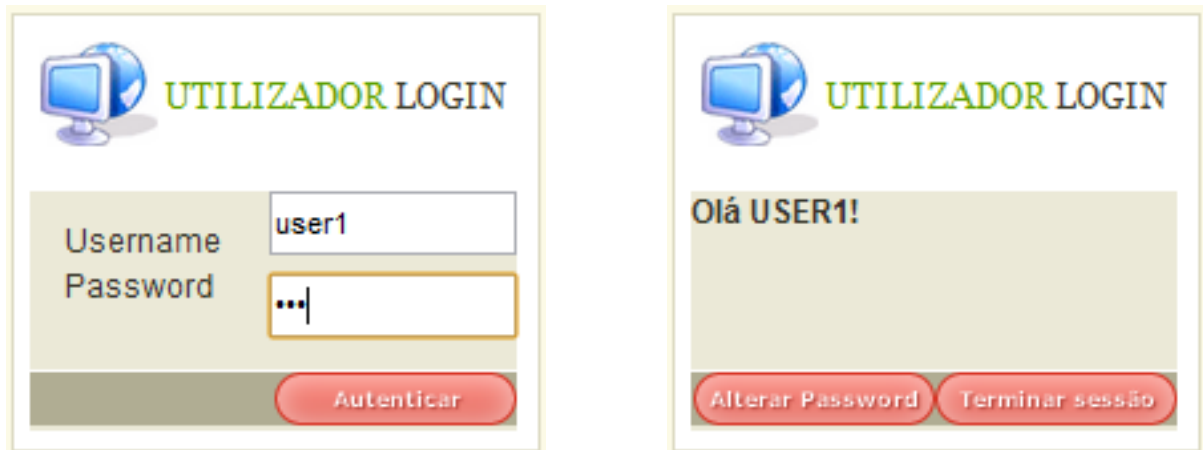 UTILIZADOR LOGIN
Username
user1
Password
•••
Autenticar
UTILIZADOR LOGIN
Olá USER1!
Alterar Password
Terminar sessão